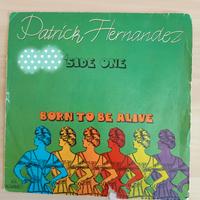 Patrick Hernandez
SIDE ONE
BORN TO BE ALIVE